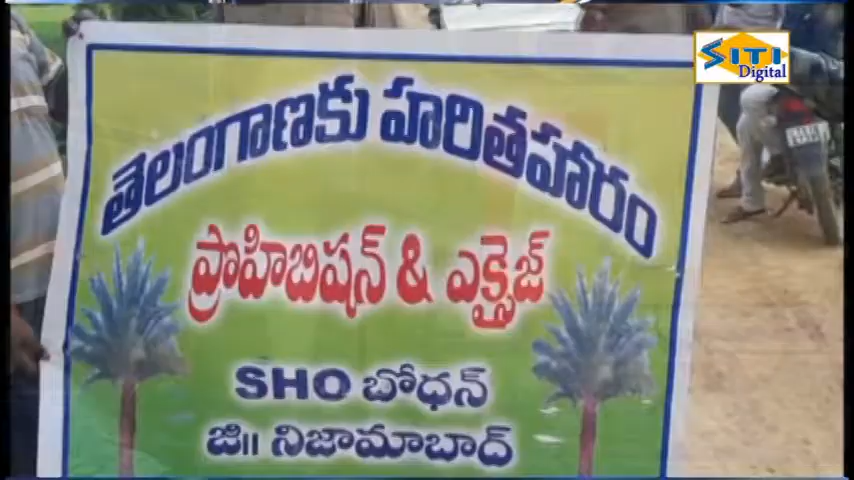 SITI
Digital
తెలంగాణకు హరితహారం
ప్రొహిబిషన్ & ఎక్సైజ్
SHO బోధన్
జి॥ నిజామాబాద్